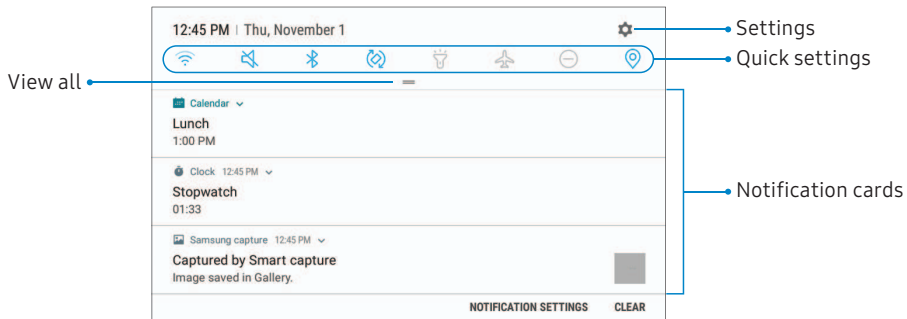 12:45 PM | Thu, November 1
Settings
Quick settings
View all
Calendar
Lunch
1:00 PM
Clock 12:45 PM
Stopwatch
01:33
Notification cards
Samsung capture 12:45 PM
Captured by Smart capture
Image saved in Gallery.
NOTIFICATION SETTINGS CLEAR